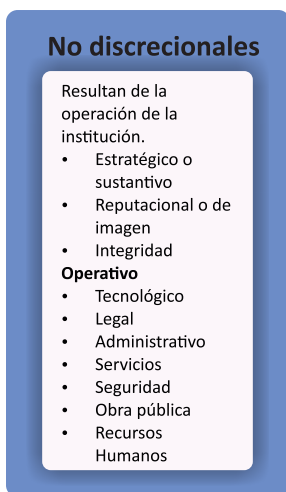 No discrecionales
Resultan de la
operación de la
institución.
• Estratégico o
sustantivo
• Reputacional o de
imagen
• Integridad
Operativo
• Tecnológico
• Legal
• Administrativo
• Servicios
• Seguridad
• Obra pública
• Recursos
Humanos